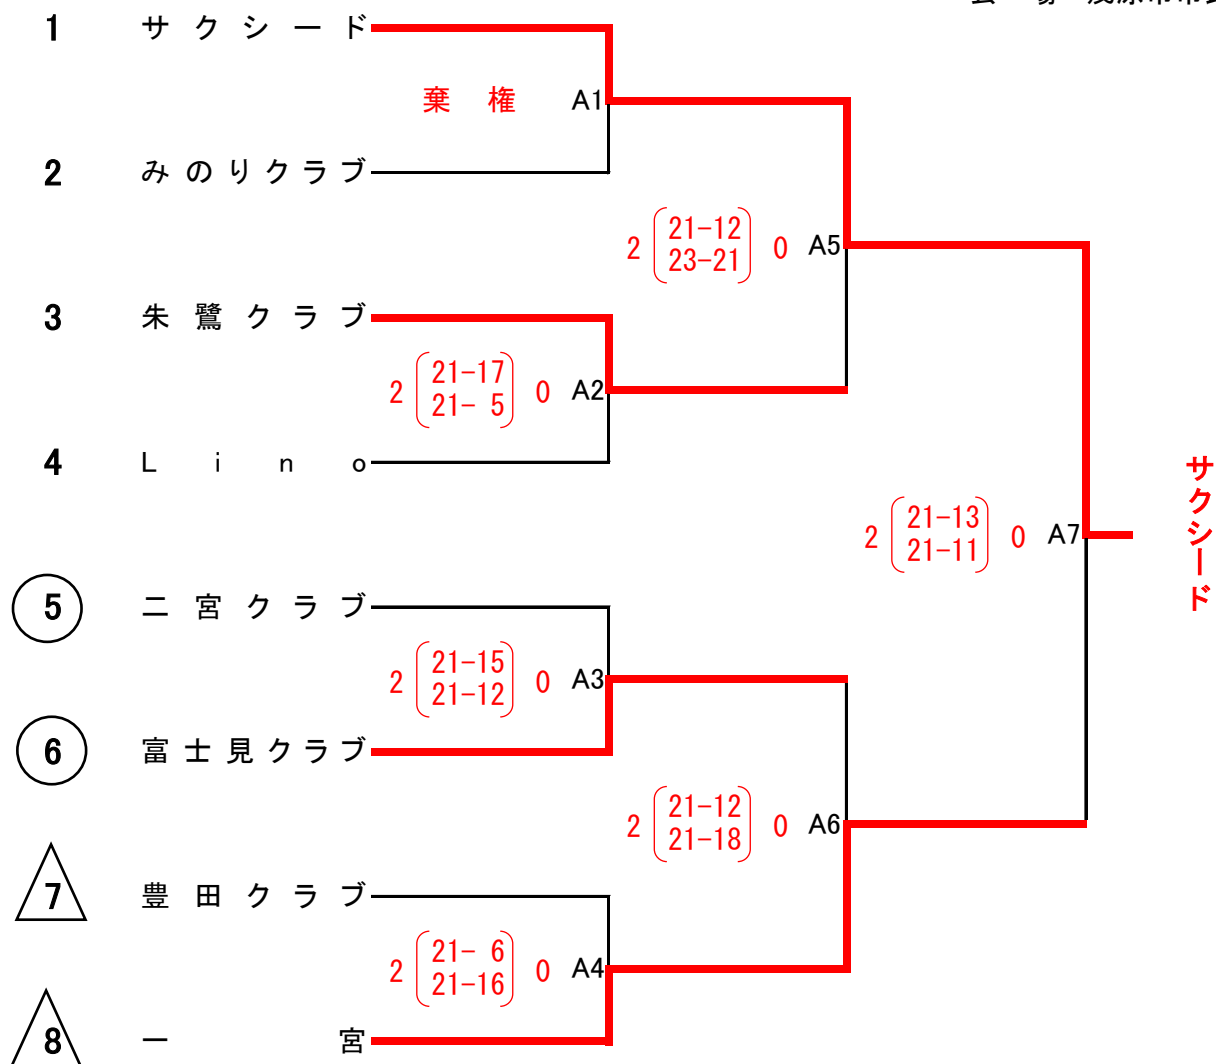 1 サクシード
棄権 A1
2 みのりクラブ
2 21-12 23-21 0 A5
3 朱鷺クラブ
2 21-17 21- 5 0 A2
4 Lino
2 21-13 21-11 0 A7
サクシード
5 二宮クラブ
2 21-15 21-12 0 A3
6 富士見クラブ
2 21-12 21-18 0 A6
7 豊田クラブ
2 21- 6 21-16 0 A4
8 一宮